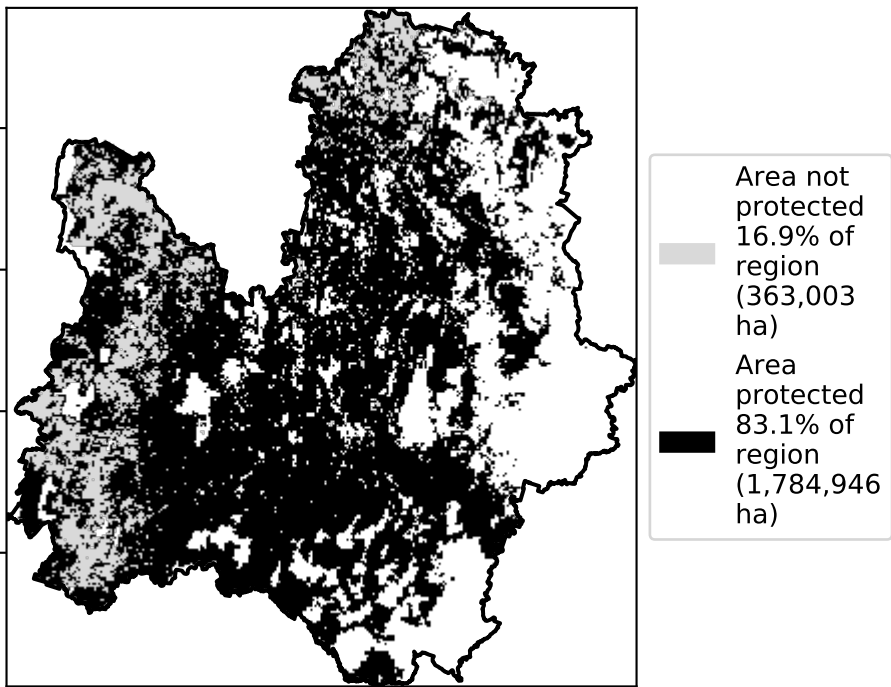 Area not
protected
16.9% of
region
(363,003
ha)
Area
protected
83.1% of
region
(1,784,946
ha)